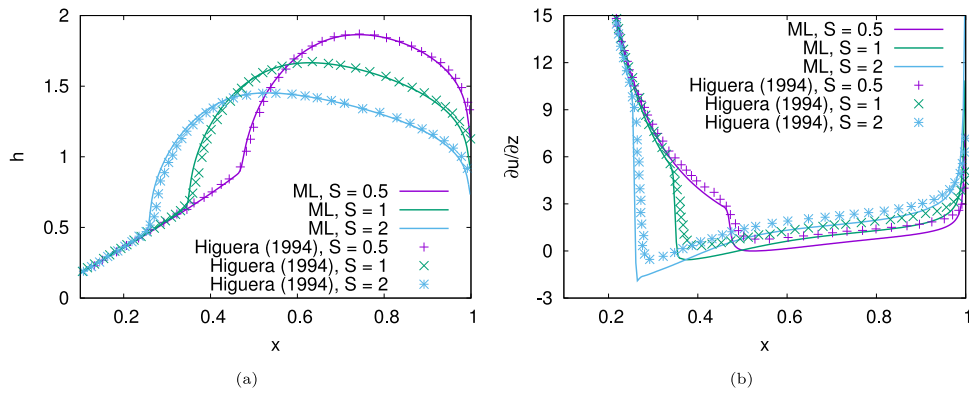 2
1.5
h
1
0.5
0
ML, S = 0.5
ML, S = 1
ML, S = 2
Higuera (1994), S = 0.5
Higuera (1994), S = 1
Higuera (1994), S = 2
0.2 0.4 0.6 0.8 1
x
(a)
15
12
9
∂u/∂z
6
3
0
-3
ML, S = 0.5
ML, S = 1
ML, S = 2
Higuera (1994), S = 0.5
Higuera (1994), S = 1
Higuera (1994), S = 2
0.2 0.4 0.6 0.8 1
x
(b)